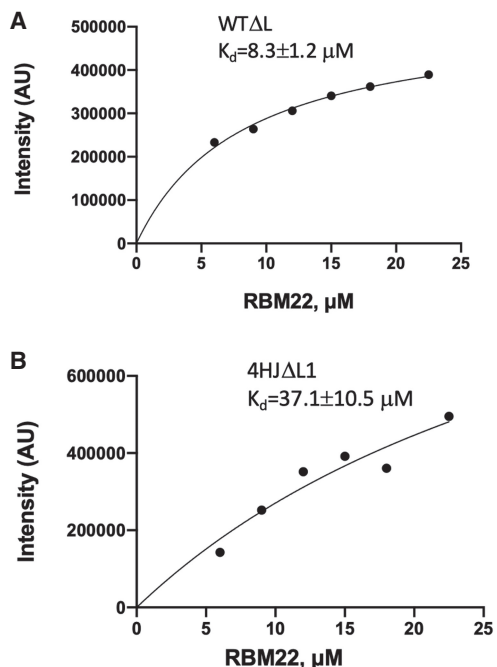 A
WTΔL
Kd=8.3±1.2 μM
Intensity (AU)
500000
400000
300000
200000
100000
0
0 5 10 15 20 25
RBM22, μM
B
4HJΔL1
Kd=37.1±10.5 μM
Intensity (AU)
600000
400000
200000
0
0 5 10 15 20 25
RBM22, μM